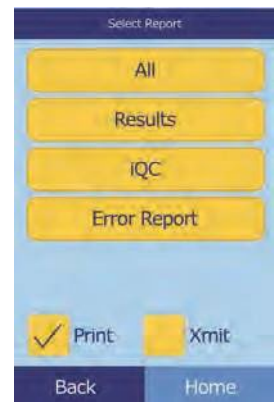 Select Report
All
Results
iQC
Error Report
Print Xmit
Back Home